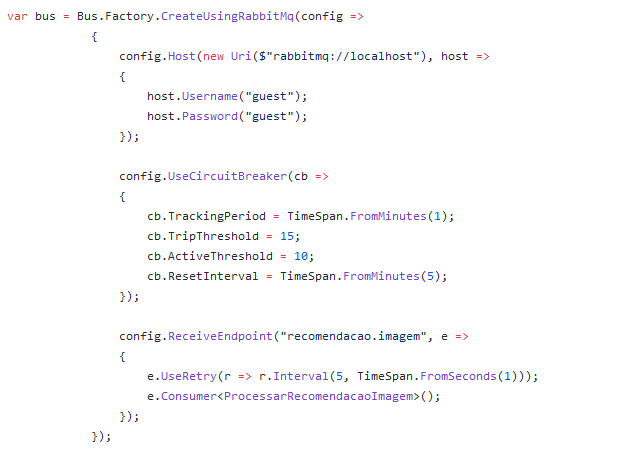 var bus = Bus.Factory.CreateUsingRabbitMq(config =>
            {
                config.Host(new Uri($"rabbitmq://localhost"), host =>
                {
                    host.Username("guest");
                    host.Password("guest");
                });

                config.UseCircuitBreaker(cb =>
                {
                    cb.TrackingPeriod = TimeSpan.FromMinutes(1);
                    cb.TripThreshold = 15;
                    cb.ActiveThreshold = 10;
                    cb.ResetInterval = TimeSpan.FromMinutes(5);
                });

                config.ReceiveEndpoint("recomendacao.imagem", e =>
                {
                    e.UseRetry(r => r.Interval(5, TimeSpan.FromSeconds(1)));
                    e.Consumer<ProcessarRecomendacaoImagem>();
                });
            });